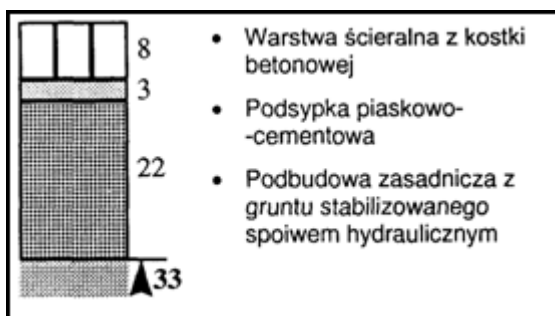 8
3
22
33
• Warstwa ścieralna z kostki
betonowej
• Podsypka piaskowo-
-cementowa
• Podbudowa zasadnicza z
gruntu stabilizowanego
spoiwem hydraulicznym